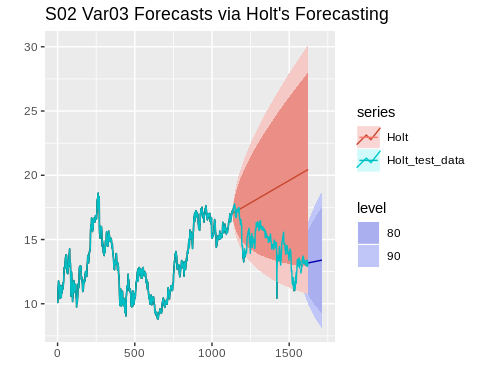 S02 Var03 Forecasts via Holt's Forecasting
30
25
20
15
10
0
500
1000
1500
series
Holt
Holt_test_data
level
80
90